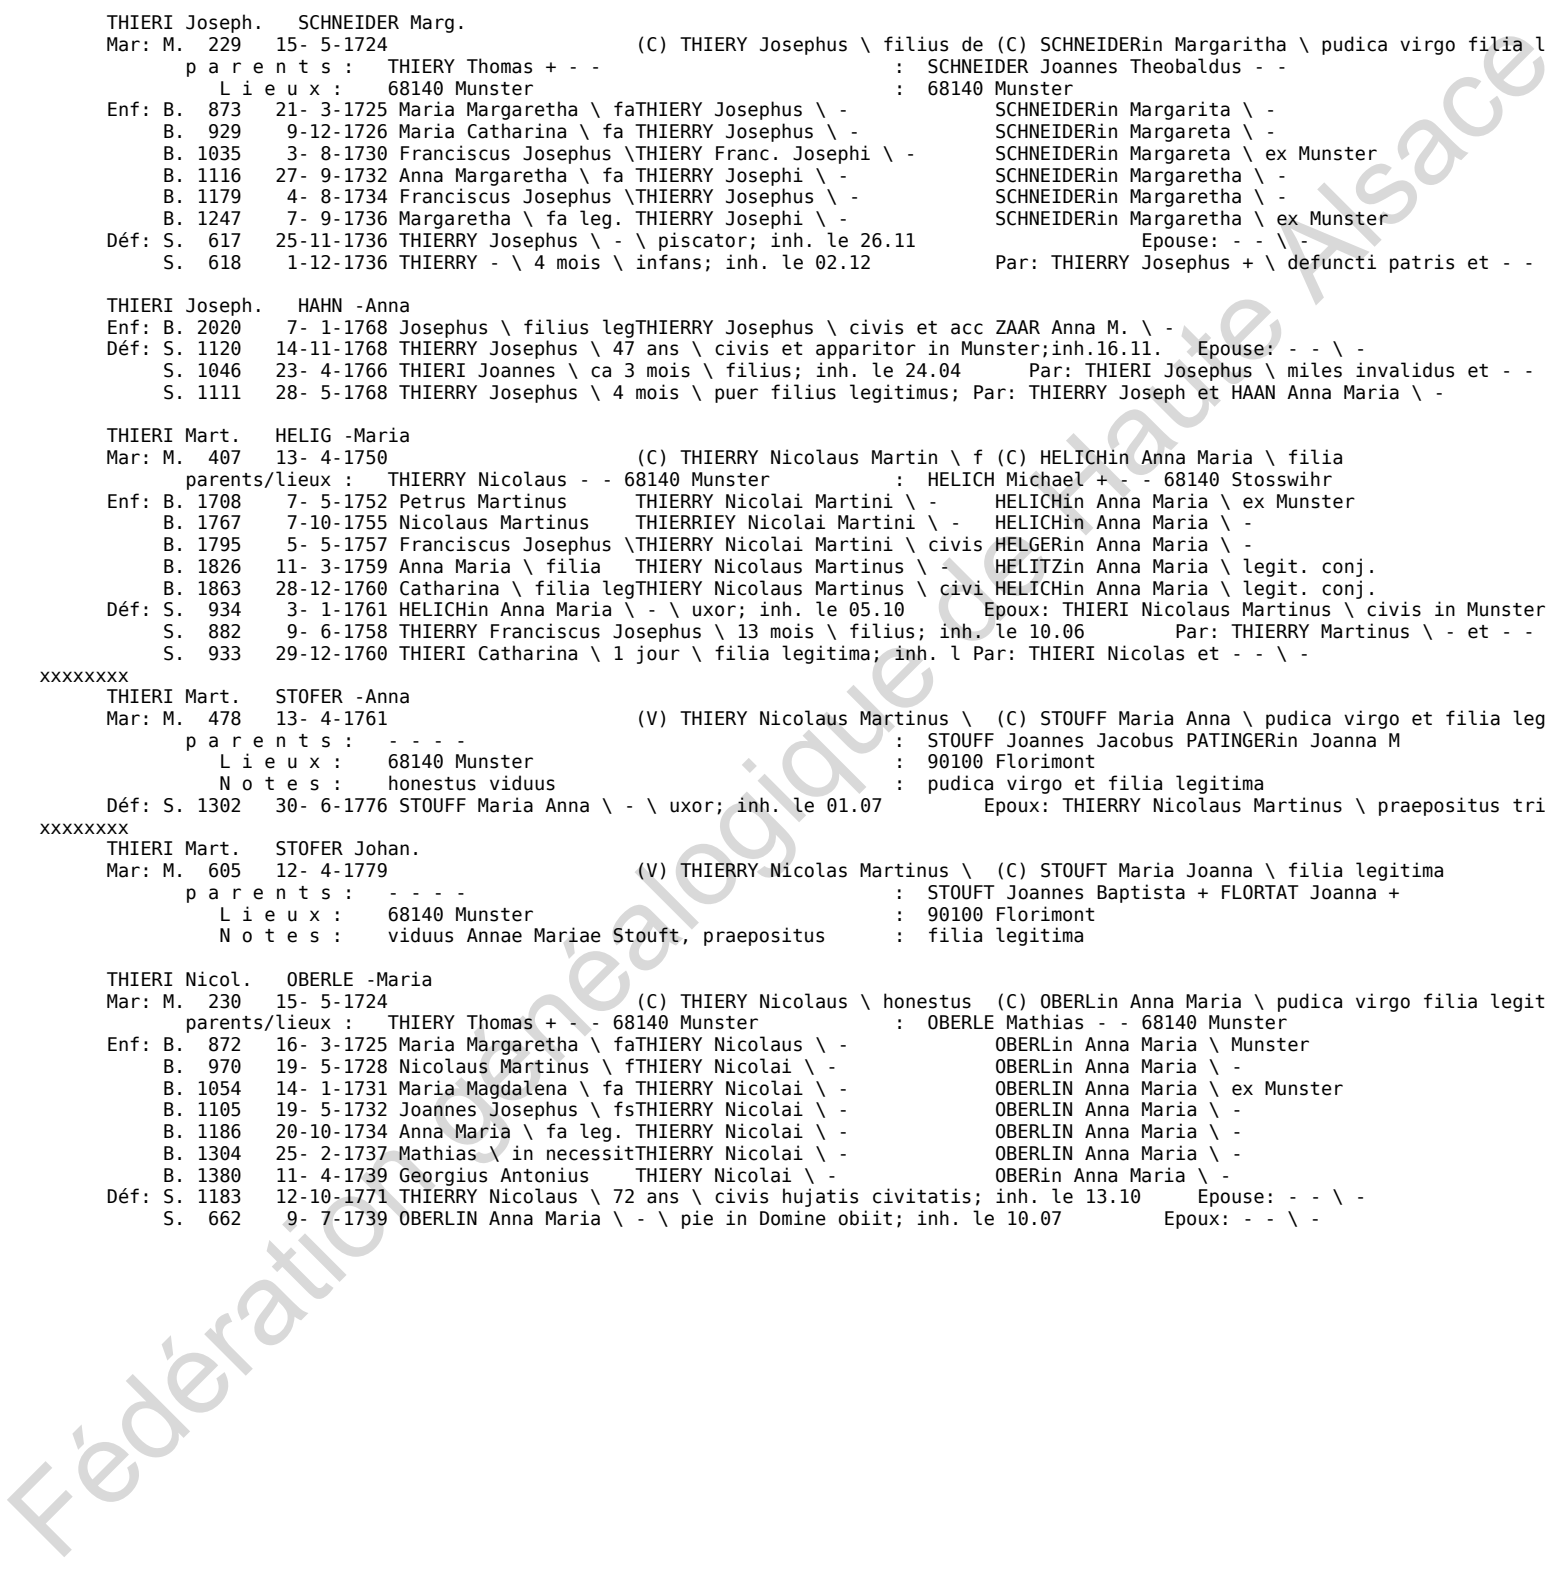 THIERI Joseph.   SCHNEIDER Marg.
Mar: M.  229   15- 5-1724                      (C) THIERY Josephus \ filius de (C) SCHNEIDERin Margaritha \ pudica virgo filia l
p a r e n t s :   THIERY Thomas + - -                          :  SCHNEIDER Joannes Theobaldus - -
L i e u x :    68140 Munster                                :  68140 Munster
Enf: B.  873   21- 3-1725 Maria Margaretha \ faTHIERY Josephus \ -             SCHNEIDERin Margarita \ -
B.  929    9-12-1726 Maria Catharina \ fa THIERRY Josephus \ -            SCHNEIDERin Margareta \ -
B. 1035    3- 8-1730 Franciscus Josephus \THIERY Franc. Josephi \ -       SCHNEIDERin Margareta \ ex Munster
B. 1116   27- 9-1732 Anna Margaretha \ fa THIERRY Josephi \ -             SCHNEIDERin Margaretha \ -
B. 1179    4- 8-1734 Franciscus Josephus \THIERRY Josephus \ -            SCHNEIDERin Margaretha \ -
B. 1247    7- 9-1736 Margaretha \ fa leg. THIERRY Josephi \ -             SCHNEIDERin Margaretha \ ex Munster
Déf: S.  617   25-11-1736 THIERRY Josephus \ - \ piscator; inh. le 26.11                    Epouse: - - \ -
S.  618    1-12-1736 THIERRY - \ 4 mois \ infans; inh. le 02.12           Par: THIERRY Josephus + \ defuncti patris et - -
THIERI Joseph.   HAHN -Anna
Enf: B. 2020    7- 1-1768 Josephus \ filius legTHIERRY Josephus \ civis et acc ZAAR Anna M. \ -
Déf: S. 1120   14-11-1768 THIERRY Josephus \ 47 ans \ civis et apparitor in Munster;inh.16.11.   Epouse: - - \ -
S. 1046   23- 4-1766 THIERI Joannes \ ca 3 mois \ filius; inh. le 24.04      Par: THIERI Josephus \ miles invalidus et - -
S. 1111   28- 5-1768 THIERRY Josephus \ 4 mois \ puer filius legitimus; Par: THIERRY Joseph et HAAN Anna Maria \ -
THIERI Mart.   HELIG -Maria
Mar: M.  407   13- 4-1750                      (C) THIERRY Nicolaus Martin \ f (C) HELICHin Anna Maria \ filia
parents/lieux :   THIERRY Nicolaus - - 68140 Munster           :  HELICH Michael + - - 68140 Stosswihr
Enf: B. 1708    7- 5-1752 Petrus Martinus      THIERRY Nicolai Martini \ -     HELICHin Anna Maria \ ex Munster
B. 1767    7-10-1755 Nicolaus Martinus    THIERRIEY Nicolai Martini \ -   HELICHin Anna Maria \ -
B. 1795    5- 5-1757 Franciscus Josephus \THIERRY Nicolai Martini \ civis HELGERin Anna Maria \ -
B. 1826   11- 3-1759 Anna Maria \ filia   THIERY Nicolaus Martinus \ -    HELITZin Anna Maria \ legit. conj.
B. 1863   28-12-1760 Catharina \ filia legTHIERY Nicolaus Martinus \ civi HELICHin Anna Maria \ legit. conj.
Déf: S.  934    3- 1-1761 HELICHin Anna Maria \ - \ uxor; inh. le 05.10       Epoux: THIERI Nicolaus Martinus \ civis in Munster
S.  882    9- 6-1758 THIERRY Franciscus Josephus \ 13 mois \ filius; inh. le 10.06        Par: THIERRY Martinus \ - et - -
S.  933   29-12-1760 THIERI Catharina \ 1 jour \ filia legitima; inh. l Par: THIERI Nicolas et - - \ -
xxxxxxxx
THIERI Mart.   STOFER -Anna
Mar: M.  478   13- 4-1761                      (V) THIERY Nicolaus Martinus \  (C) STOUFF Maria Anna \ pudica virgo et filia leg
p a r e n t s :   - - - -                                      :  STOUFF Joannes Jacobus PATINGERin Joanna M
L i e u x :    68140 Munster                                :  90100 Florimont
N o t e s :    honestus viduus                              :  pudica virgo et filia legitima
Déf: S. 1302   30- 6-1776 STOUFF Maria Anna \ - \ uxor; inh. le 01.07         Epoux: THIERRY Nicolaus Martinus \ praepositus tri
xxxxxxxx
THIERI Mart.   STOFER Johan.
Mar: M.  605   12- 4-1779                      (V) THIERRY Nicolas Martinus \  (C) STOUFT Maria Joanna \ filia legitima
p a r e n t s :   - - - -                                      :  STOUFT Joannes Baptista + FLORTAT Joanna +
L i e u x :    68140 Munster                                :  90100 Florimont
N o t e s :    viduus Annae Mariae Stouft, praepositus      :  filia legitima
THIERI Nicol.   OBERLE -Maria
Mar: M.  230   15- 5-1724                      (C) THIERY Nicolaus \ honestus  (C) OBERLin Anna Maria \ pudica virgo filia legit
parents/lieux :   THIERY Thomas + - - 68140 Munster            :  OBERLE Mathias - - 68140 Munster
Enf: B.  872   16- 3-1725 Maria Margaretha \ faTHIERY Nicolaus \ -             OBERLin Anna Maria \ Munster
B.  970   19- 5-1728 Nicolaus Martinus \ fTHIERY Nicolai \ -              OBERLin Anna Maria \ -
B. 1054   14- 1-1731 Maria Magdalena \ fa THIERRY Nicolai \ -             OBERLIN Anna Maria \ ex Munster
B. 1105   19- 5-1732 Joannes Josephus \ fsTHIERRY Nicolai \ -             OBERLIN Anna Maria \ -
B. 1186   20-10-1734 Anna Maria \ fa leg. THIERRY Nicolai \ -             OBERLIN Anna Maria \ -
B. 1304   25- 2-1737 Mathias \ in necessitTHIERRY Nicolai \ -             OBERLIN Anna Maria \ -
B. 1380   11- 4-1739 Georgius Antonius    THIERY Nicolai \ -              OBERin Anna Maria \ -
Déf: S. 1183   12-10-1771 THIERRY Nicolaus \ 72 ans \ civis hujatis civitatis; inh. le 13.10     Epouse: - - \ -
S.  662    9- 7-1739 OBERLIN Anna Maria \ - \ pie in Domine obiit; inh. le 10.07         Epoux: - - \ -
Fédération généalogique de Haute Alsace